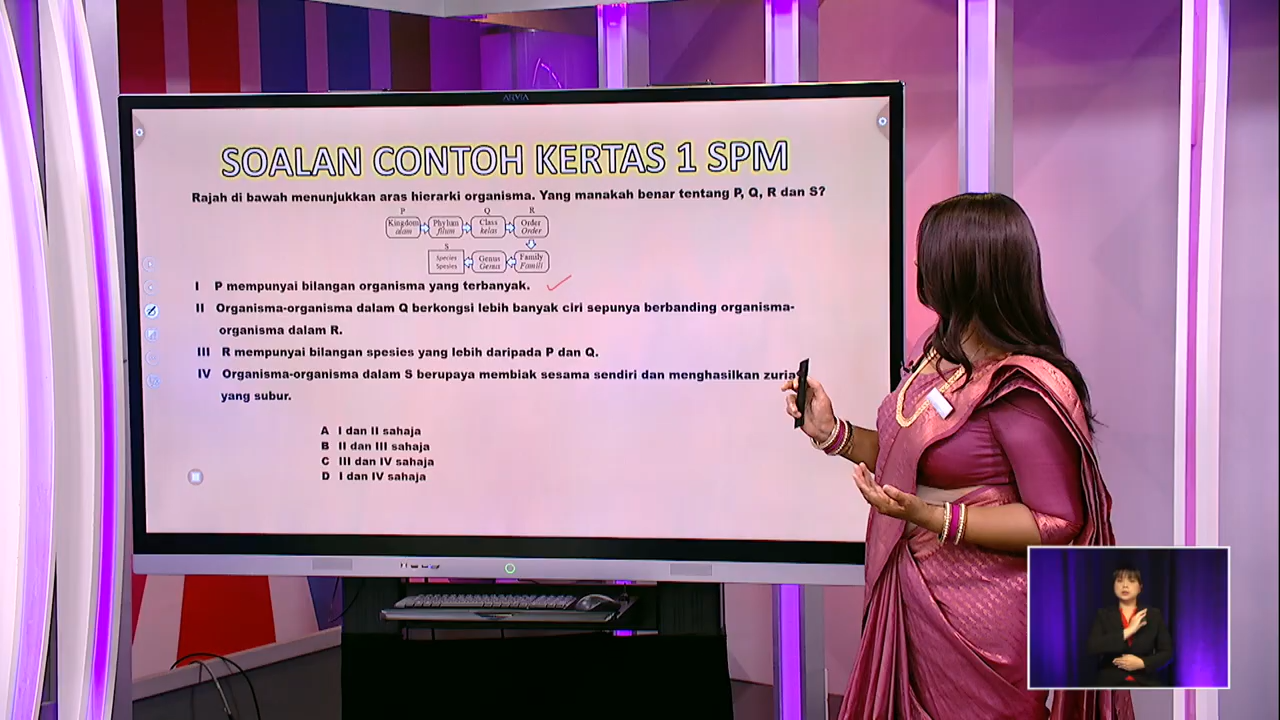 ANVIA
SOALAN CONTOH KERTAS 1 SPM
Rajah di bawah menunjukkan aras hierarki organisma. Yang manakah benar tentang P, Q, R dan S?
P Q R
Kingdom Phylum Class Order
alam filum kelas Order
S
Species Genus Family
Spesies Genus Famili
I P mempunyai bilangan organisma yang terbanyak.
II Organisma-organisma dalam Q berkongsi lebih banyak ciri sepunya berbanding organisma-
organisma dalam R.
III R mempunyai bilangan spesies yang lebih daripada P dan Q.
IV Organisma-organisma dalam S berupaya membiak sesama sendiri dan menghasilkan
yang subur.
A I dan II sahaja
B II dan III sahaja
C III dan IV sahaja
D I dan IV sahaja